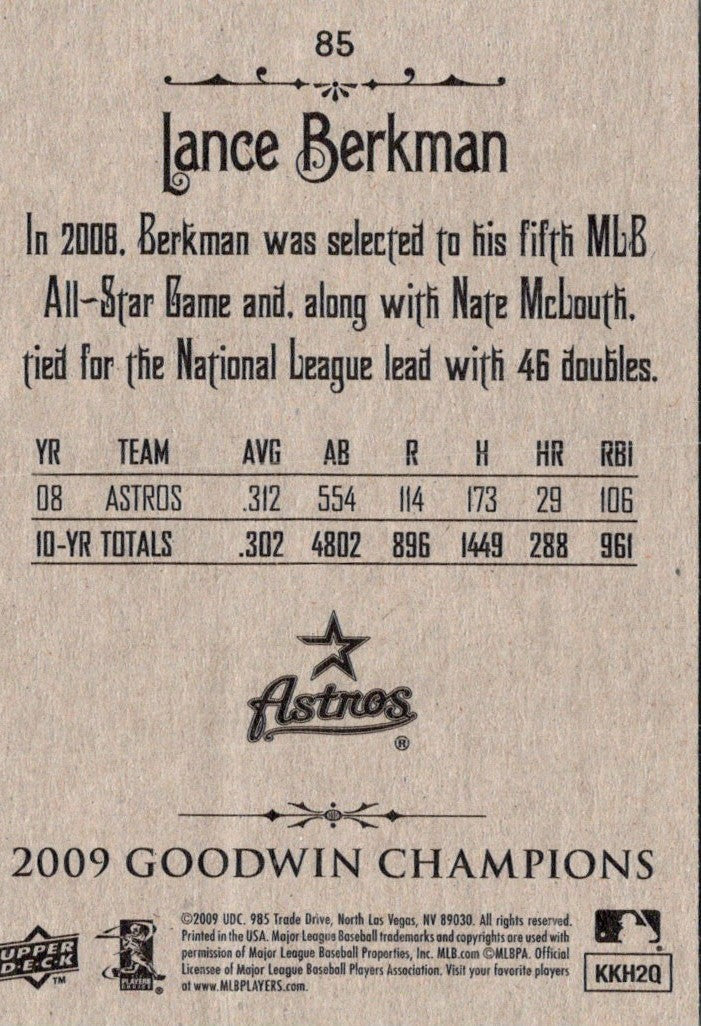 85
Lance Berkman
In 2008, Berkman was selected to his fifth MLB
All-Star Game and, along with Nate McLouth,
tied for the National League lead with 46 doubles.
YR TEAM AVG AB R H HR RBI
08 ASTROS .312 554 114 173 29 106
10-YR TOTALS .302 4802 896 1449 288 961
Astros
®
2009 GOODWIN CHAMPIONS
©2009 UDC. 985 Trade Drive, North Las Vegas, NV 89030. All rights reserved.
Printed in the USA. Major League Baseball trademarks and copyrights are used with
permission of Major League Baseball Properties, Inc. MLB.com ©MLBPA. Official
Licensee of Major League Baseball Players Association. Visit your favorite players
at www.MLBPLAYERS.com.
UPPER
D·E·C·K
TM
PLAYERS
®
KKH2Q